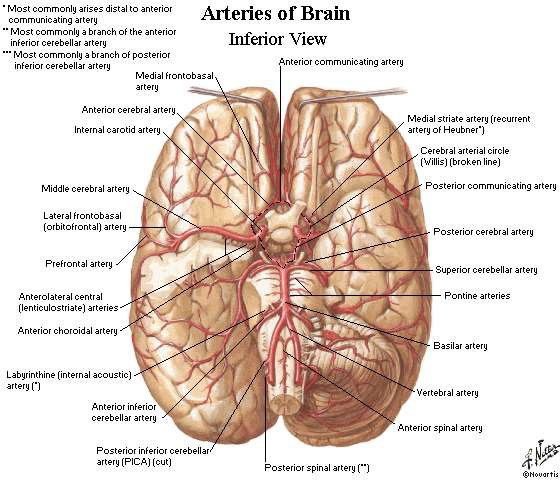 * Most commonly arises distal to anterior
communicating artery
** Most commonly a branch of the anterior
inferior cerebellar artery
*** Most commonly a branch of posterior
inferior cerebellar artery
Arteries of Brain
Inferior View
Anterior communicating artery
Medial frontobasal
artery
Anterior cerebral artery
Internal carotid artery
Middle cerebral artery
Lateral frontobasal
(orbitofrontal) artery
Prefrontal artery
Anterolateral central
(lenticulostriate) arteries
Anterior choroidal artery
Labyrinthine (internal acoustic)
artery (*)
Anterior inferior
cerebellar artery
Posterior inferior cerebellar
artery (PICA) (cut)
Posterior spinal artery (**)
Medial striate artery (recurrent
artery of Heubner*)
Cerebral arterial circle
(Willis) (broken line)
Posterior communicating artery
Posterior cerebral artery
Superior cerebellar artery
Pontine arteries
Basilar artery
Vertebral artery
Anterior spinal artery
©Novartis